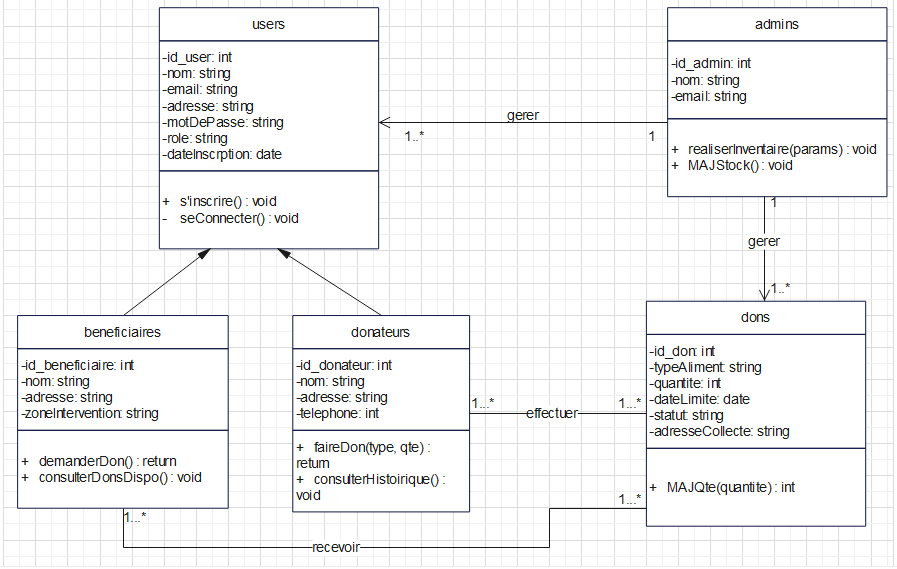 users
-id_user: int
-nom: string
-email: string
-adresse: string
-motDePasse: string
-role: string
-dateInscrption: date
+ s'inscrire() : void
- seConnecter() : void
admins
-id_admin: int
-nom: string
-email: string
+ realiserInventaire(params) : void
+ MAJStock() : void
gerer
1..*
1
1
gerer
1..*
beneficiaires
-id_beneficiaire: int
-nom: string
-adresse: string
-zoneIntervention: string
+ demanderDon() : return
+ consulterDonsDispo() : void
donateurs
-id_donateur: int
-nom: string
-adresse: string
-telephone: int
+ faireDon(type, qte) :
return
+ consulterHistoirique() :
void
dons
-id_don: int
-typeAliment: string
-quantite: int
-dateLimite: date
-statut: string
-adresseCollecte: string
+ MAJQte(quantite) : int
1...*
effectuer
1...*
1...*
1...*
recevoir